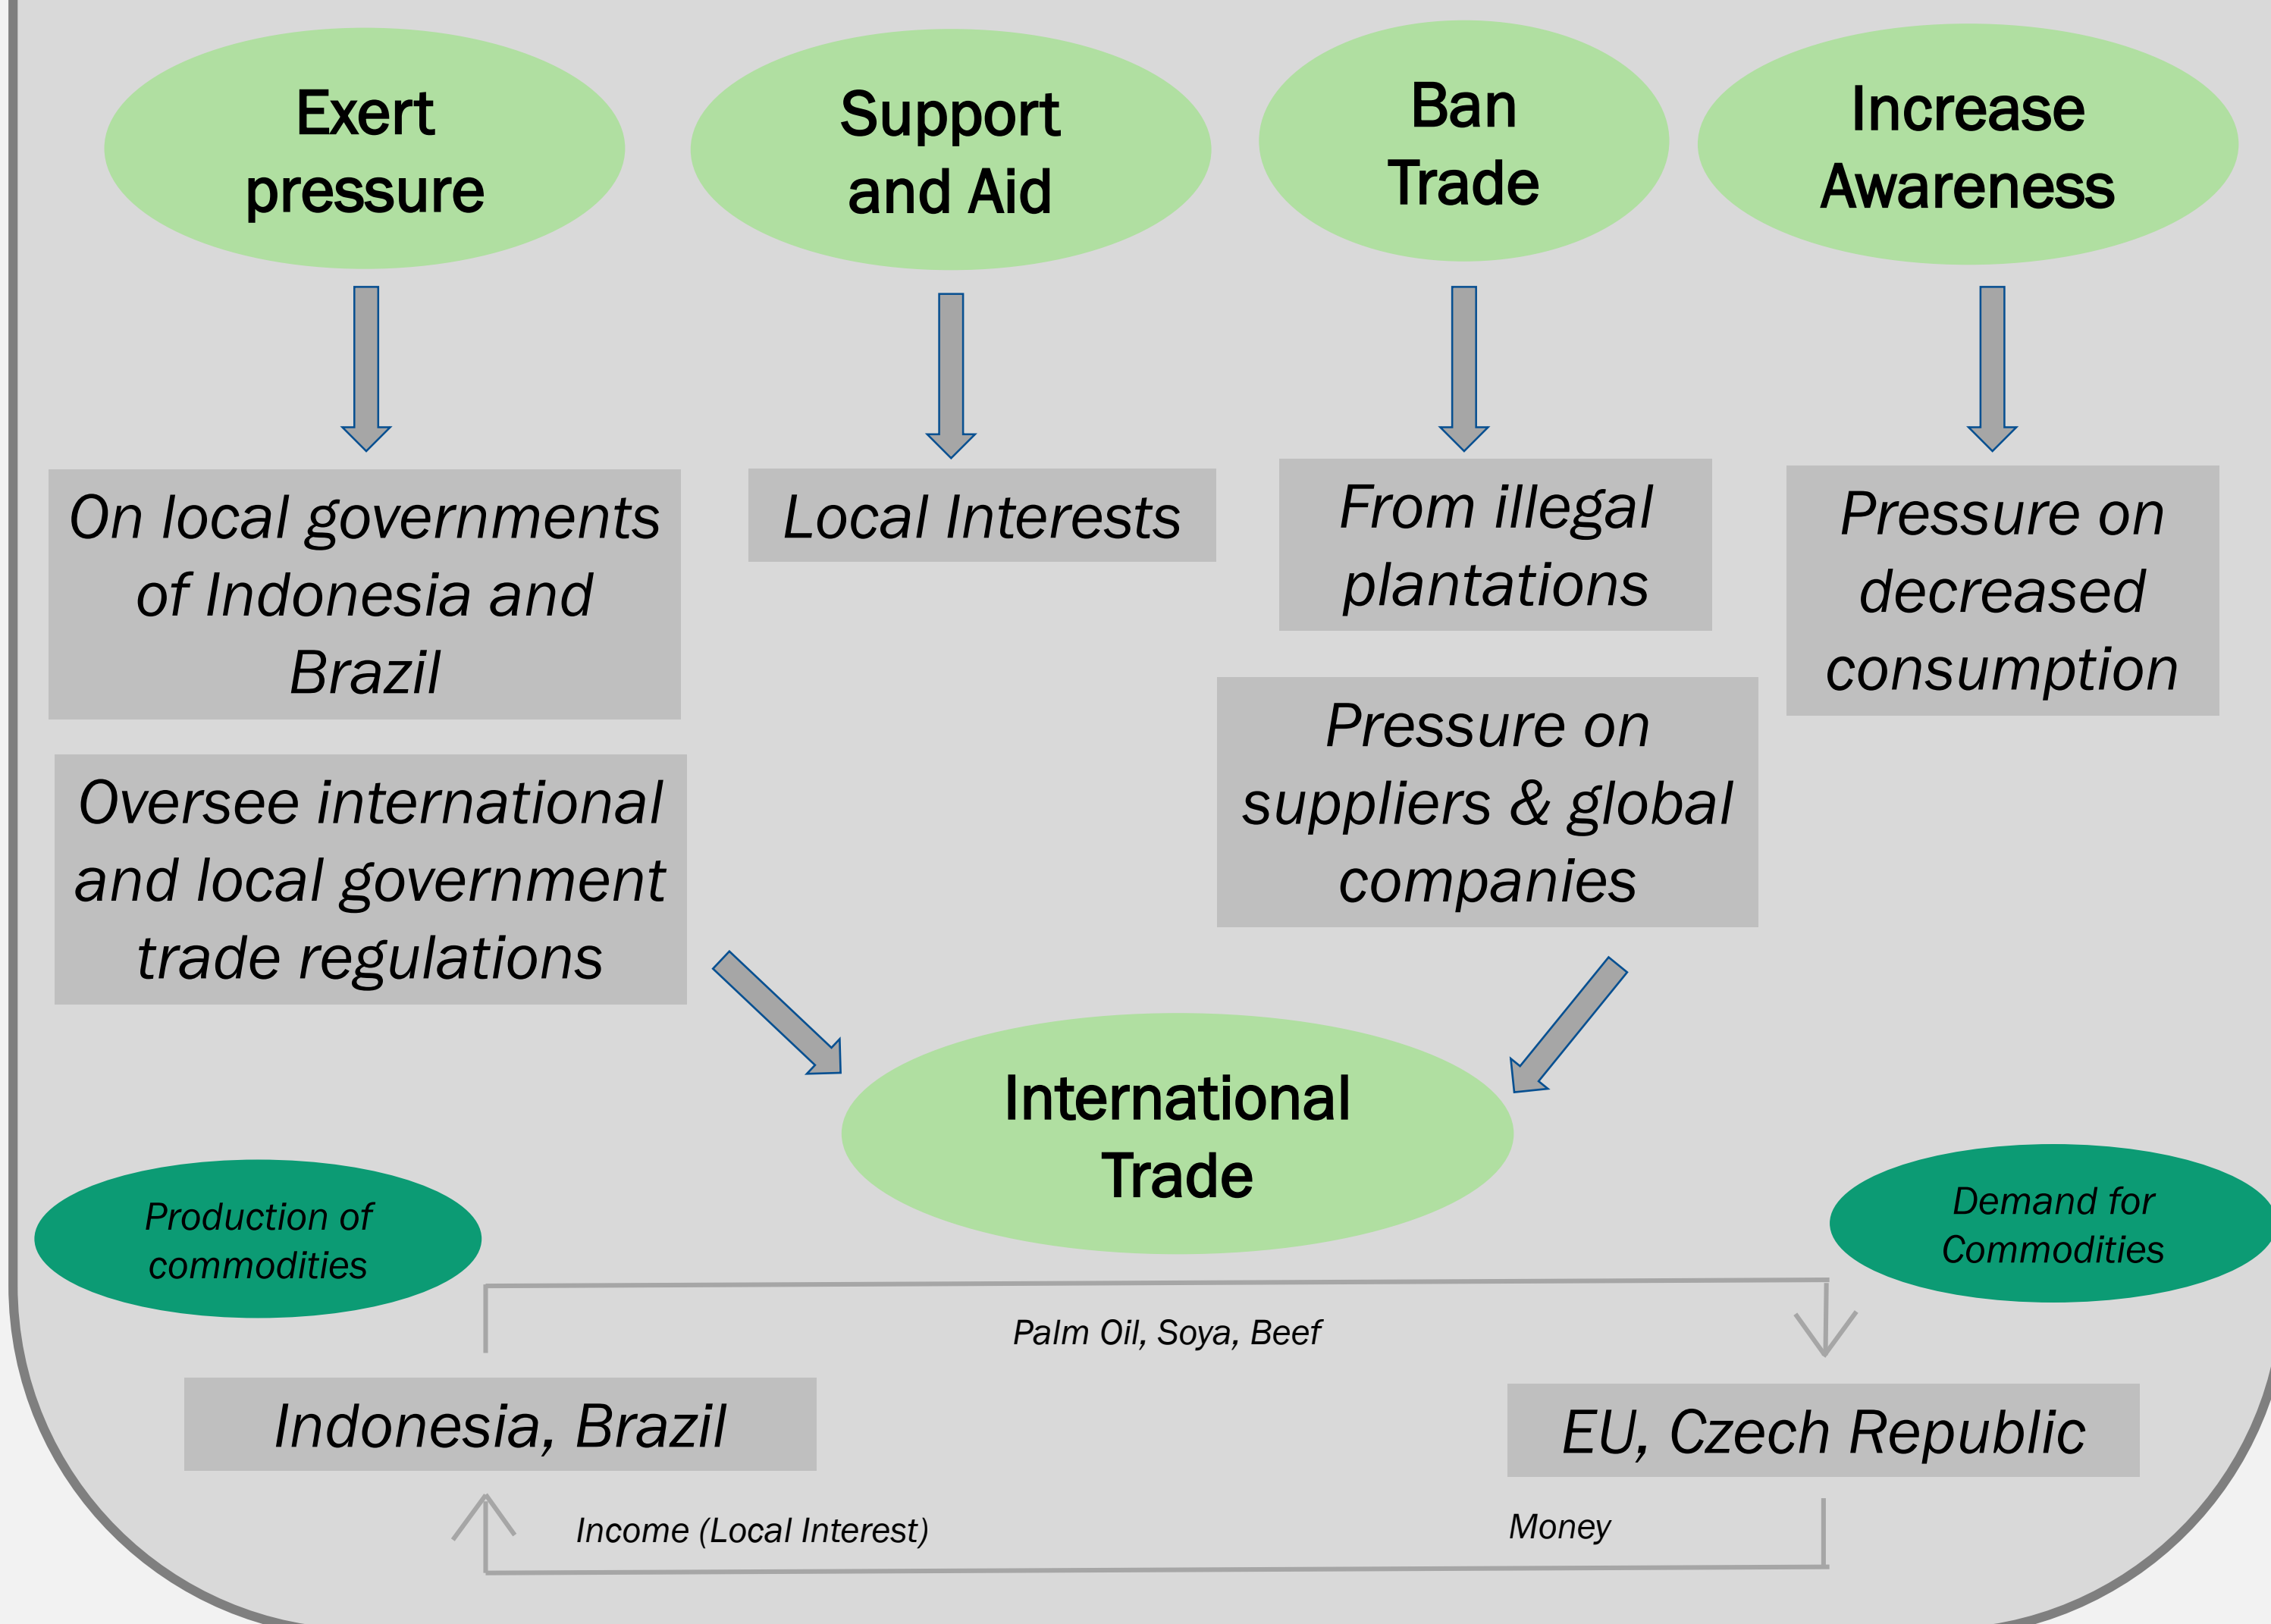 Exert
pressure
Support
and Aid
Ban
Trade
Increase
Awareness
On local governments
of Indonesia and
Brazil
Local Interests
From illegal
plantations
Pressure on
decreased
consumption
Oversee international
and local government
trade regulations
Pressure on
suppliers & global
companies
International
Trade
Production of
commodities
Demand for
Commodities
Palm Oil, Soya, Beef
Indonesia, Brazil
EU, Czech Republic
Income (Local Interest)
Money